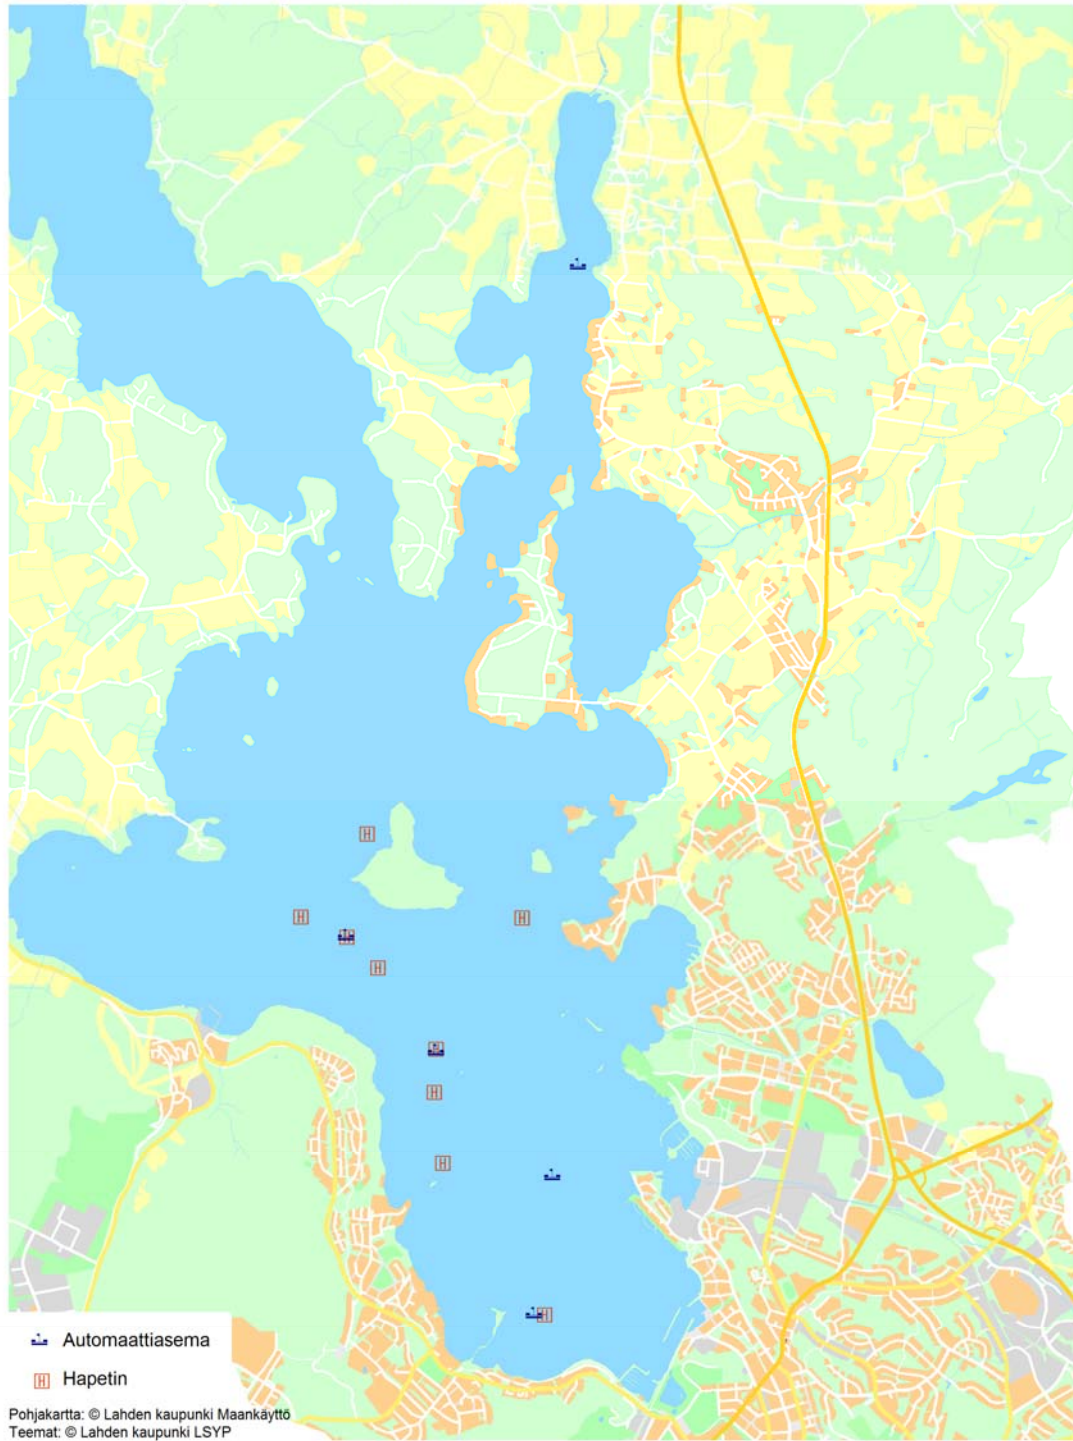 Automaattiasema
H Hapetin
Pohjakartta: © Lahden kaupunki Maankäyttö
Teemat: © Lahden kaupunki LSYP